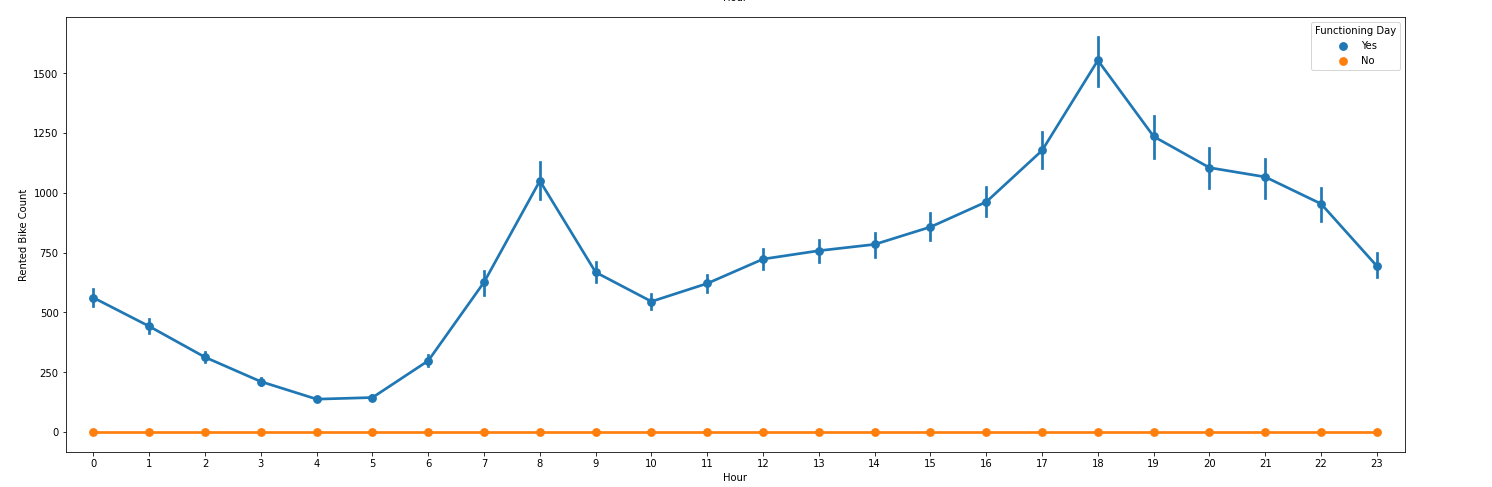 Hour
Functioning Day
Yes
No
1500
1250
1000
750
500
250
0
Rented Bike Count
0 1 2 3 4 5 6 7 8 9 10 11 12 13 14 15 16 17 18 19 20 21 22 23
Hour